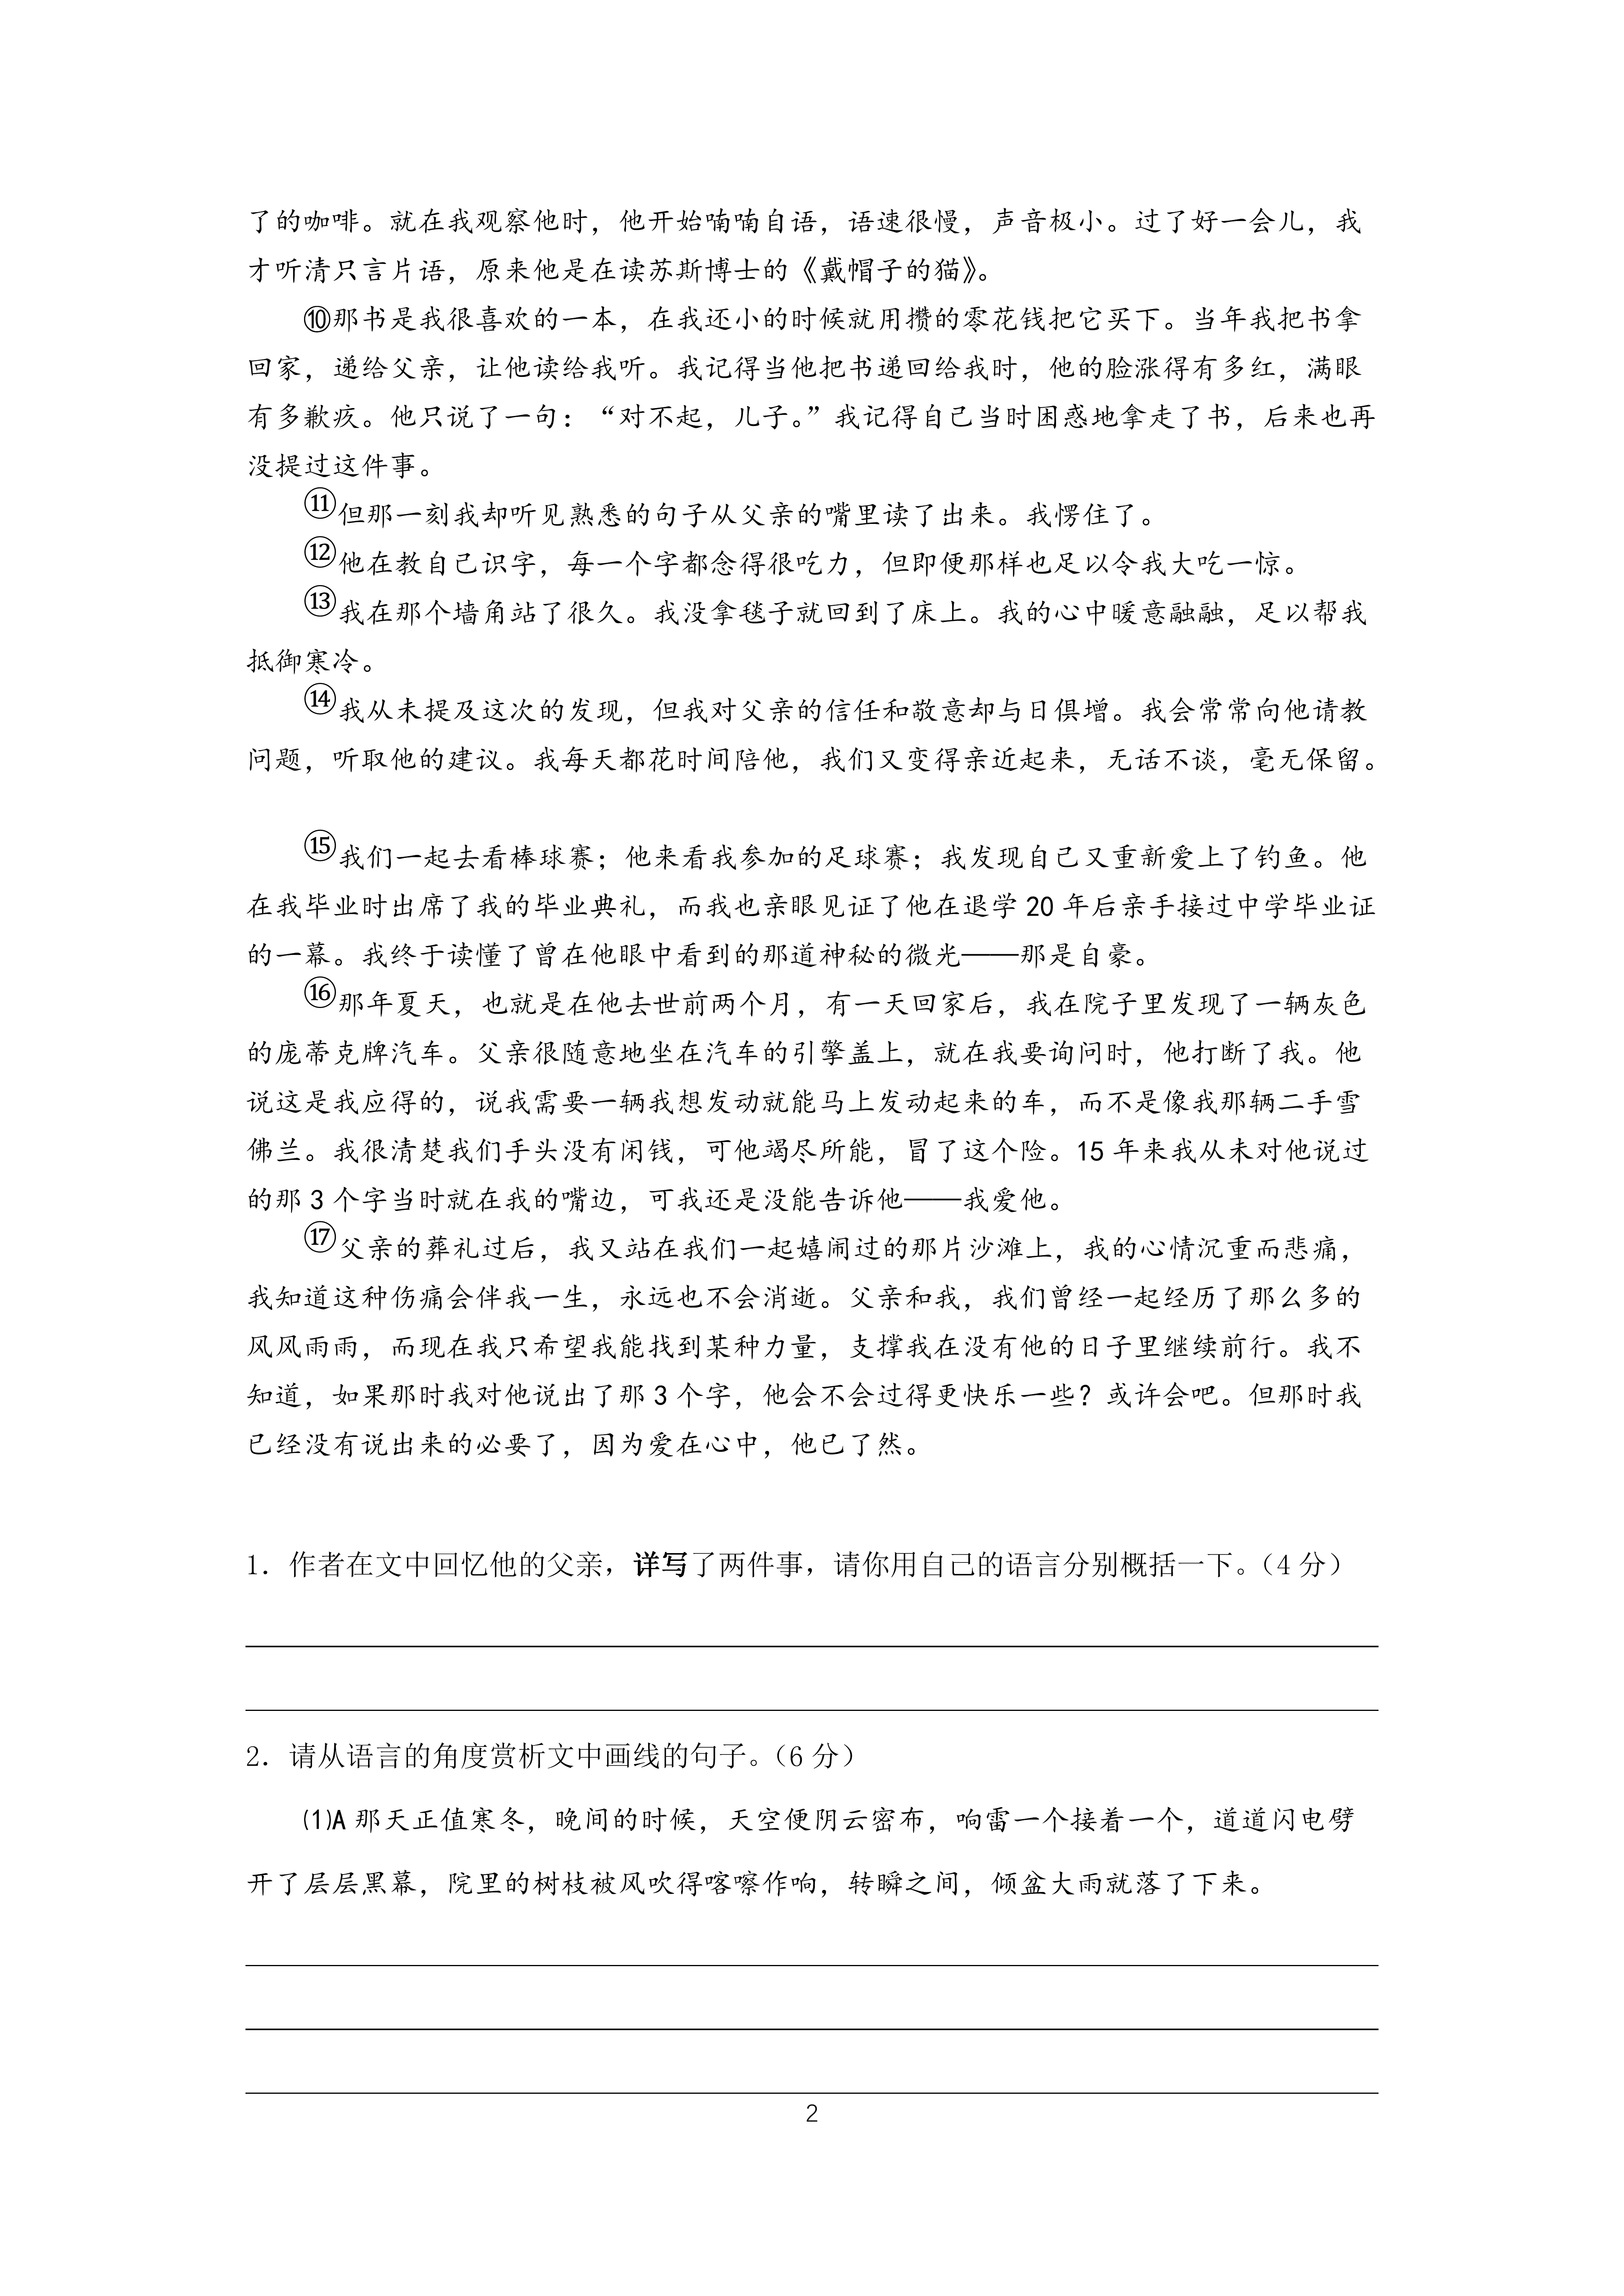 了的咖啡。就在我观察他时，他开始喃喃自语，语速很慢，声音极小。过了好一会儿，我
才听清只言片语，原来他是在读苏斯博士的《戴帽子的猫》。
⑩那书是我很喜欢的一本，在我还小的时候就用攒的零花钱把它买下。当年我把书拿
回家，递给父亲，让他读给我听。我记得当他把书递回给我时，他的脸涨得有多红，满眼
有多歉疚。他只说了一句：“对不起，儿子。”我记得自己当时困惑地拿走了书，后来也再
没提过这件事。
⑪但那一刻我却听见熟悉的句子从父亲的嘴里读了出来。我愣住了。
⑫他在教自己识字，每一个字都念得很吃力，但即便那样也足以令我大吃一惊。
⑬我在那个墙角站了很久。我没拿毯子就回到了床上。我的心中暖意融融，足以帮我
抵御寒冷。
⑭我从未提及这次的发现，但我对父亲的信任和敬意却与日俱增。我会常常向他请教
问题，听取他的建议。我每天都花时间陪他，我们又变得亲近起来，无话不谈，毫无保留。
⑮我们一起去看棒球赛；他来看我参加的足球赛；我发现自己又重新爱上了钓鱼。他
在我毕业时出席了我的毕业典礼，而我也亲眼见证了他在退学 20 年后亲手接过中学毕业证
的一幕。我终于读懂了曾在他眼中看到的那道神秘的微光——那是自豪。
⑯那年夏天，也就是在他去世前两个月，有一天回家后，我在院子里发现了一辆灰色
的庞蒂克牌汽车。父亲很随意地坐在汽车的引擎盖上，就在我要询问时，他打断了我。他
说这是我应得的，说我需要一辆我想发动就能马上发动起来的车，而不是像我那辆二手雪
佛兰。我很清楚我们手头没有闲钱，可他竭尽所能，冒了这个险。15 年来我从未对他说过
的那 3 个字当时就在我的嘴边，可我还是没能告诉他——我爱他。
⑰父亲的葬礼过后，我又站在我们一起嬉闹过的那片沙滩上，我的心情沉重而悲痛，
我知道这种伤痛会伴我一生，永远也不会消逝。父亲和我，我们曾经一起经历了那么多的
风风雨雨，而现在我只希望我能找到某种力量，支撑我在没有他的日子里继续前行。我不
知道，如果那时我对他说出了那 3 个字，他会不会过得更快乐一些？或许会吧。但那时我
已经没有说出来的必要了，因为爱在心中，他已了然。
1．作者在文中回忆他的父亲，详写了两件事，请你用自己的语言分别概括一下。（4 分）
2．请从语言的角度赏析文中画线的句子。（6 分）
⑴A 那天正值寒冬，晚间的时候，天空便阴云密布，响雷一个接着一个，道道闪电劈
开了层层黑幕，院里的树枝被风吹得喀嚓作响，转瞬之间，倾盆大雨就落了下来。
2